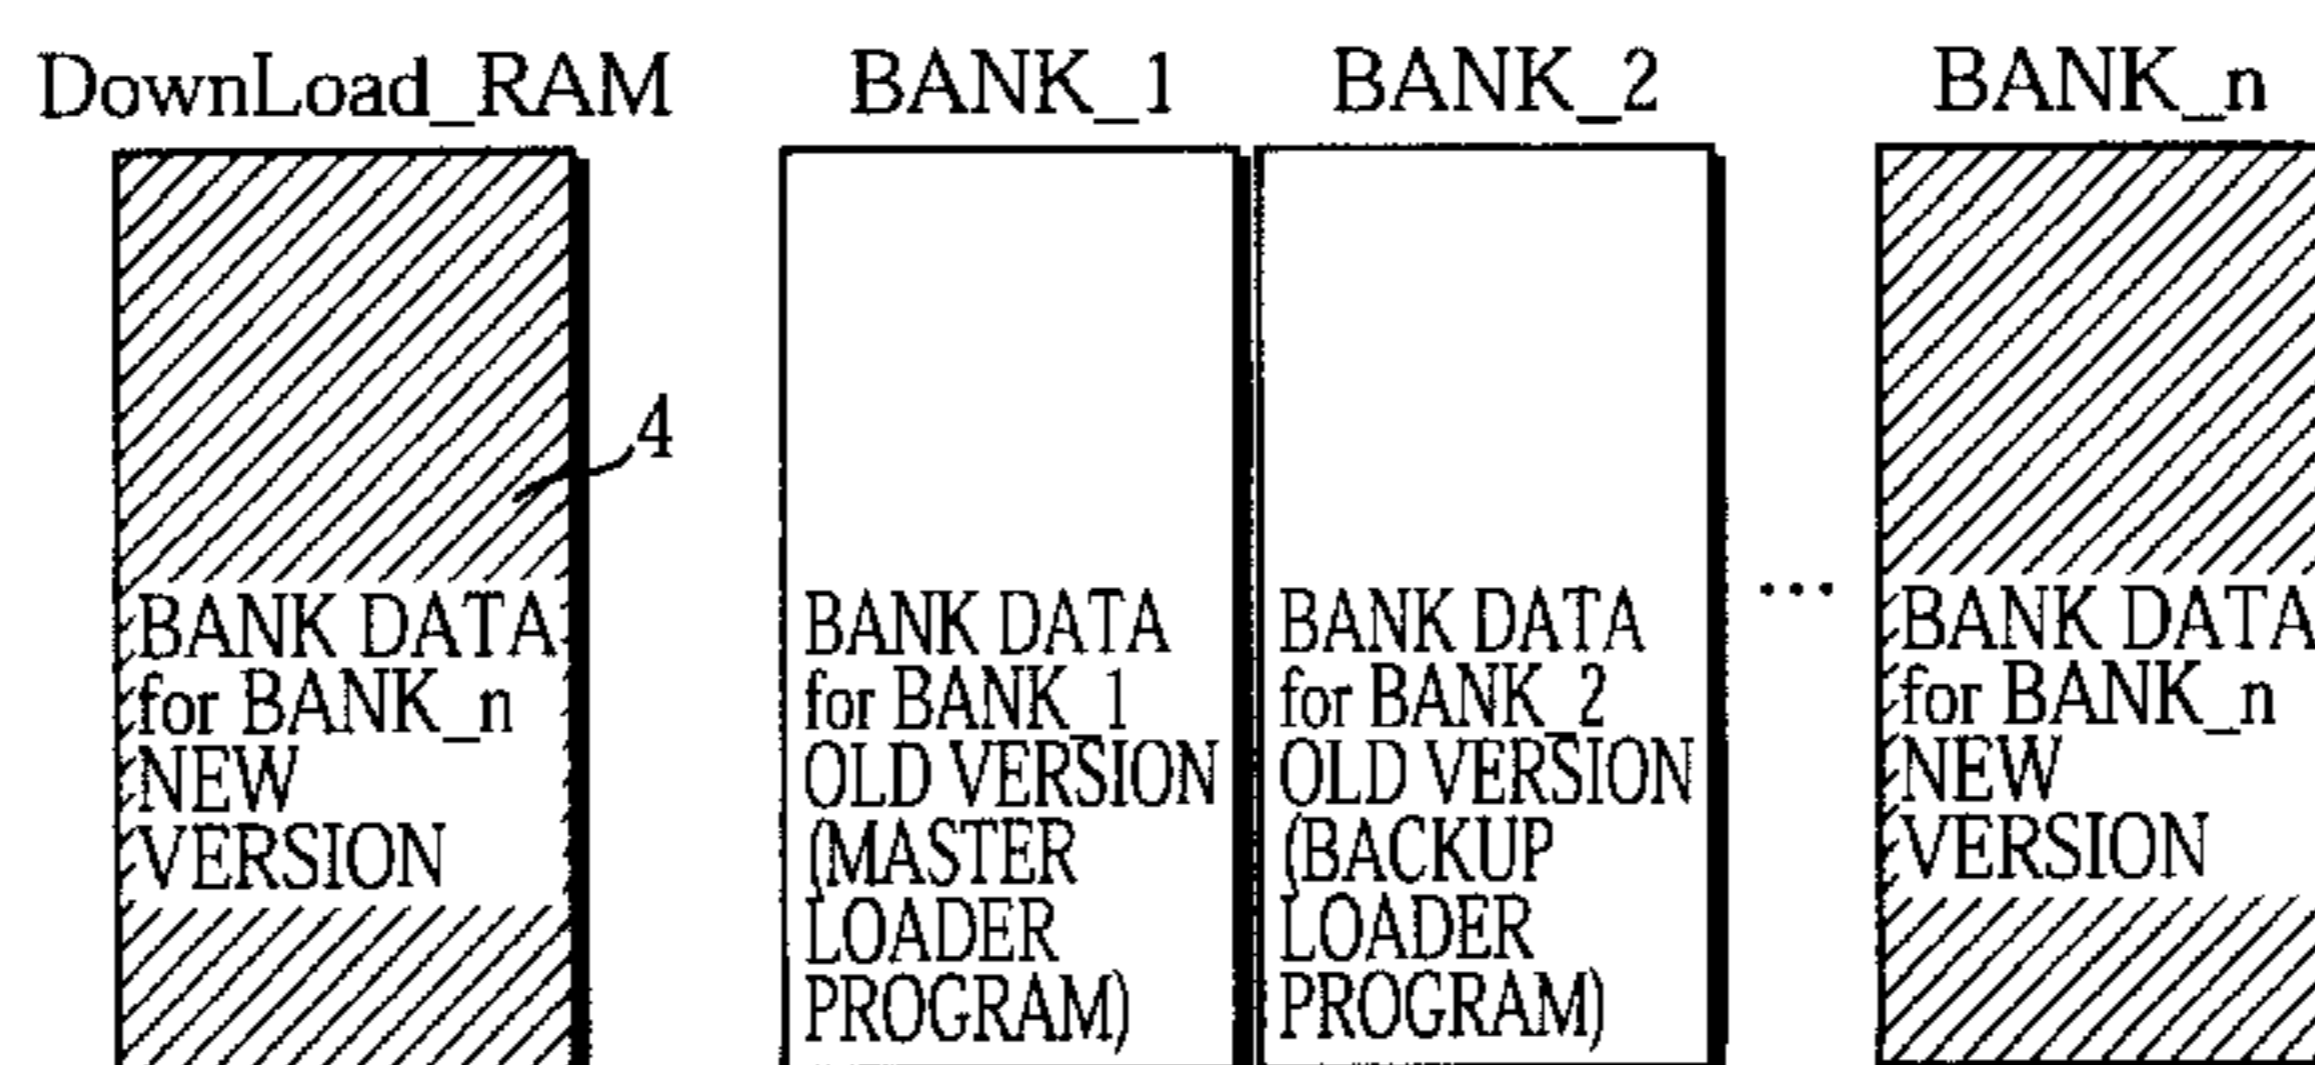 DownLoad_RAM
BANK_1
BANK_2
BANK_n
4
BANK DATA
for BANK_n
NEW
VERSION
BANK DATA
for BANK_1
OLD VERSION
(MASTER
LOADER
PROGRAM)
BANK DATA
for BANK_2
OLD VERSION
(BACKUP
LOADER
PROGRAM)
...
BANK DATA
for BANK_n
NEW
VERSION